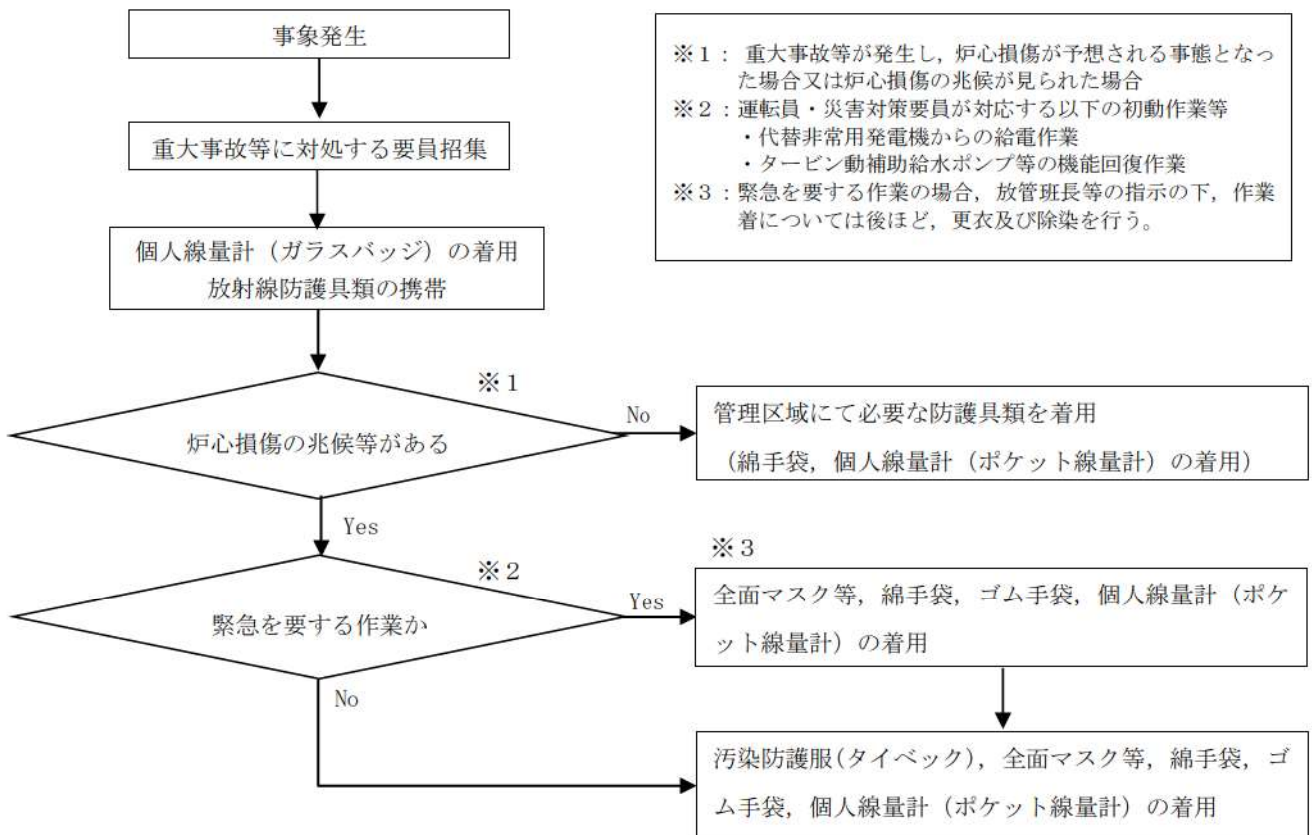 事象発生
重大事故等に対処する要員招集
個人線量計（ガラスバッジ）の着用
放射線防護具類の携帯
※１： 重大事故等が発生し，炉心損傷が予想される事態となっ
た場合又は炉心損傷の兆候が見られた場合
※２：運転員・災害対策要員が対応する以下の初動作業等
・代替非常用発電機からの給電作業
・タービン動補助給水ポンプ等の機能回復作業
※３：緊急を要する作業の場合，放管班長等の指示の下，作業
着については後ほど，更衣及び除染を行う。
※１
炉心損傷の兆候等がある
No
管理区域にて必要な防護具類を着用
（綿手袋，個人線量計（ポケット線量計）の着用）
Yes
※２
緊急を要する作業か
Yes
※３
全面マスク等，綿手袋，ゴム手袋，個人線量計（ポケ
ット線量計）の着用
No
汚染防護服(タイベック)，全面マスク等，綿手袋，ゴ
ム手袋，個人線量計（ポケット線量計）の着用